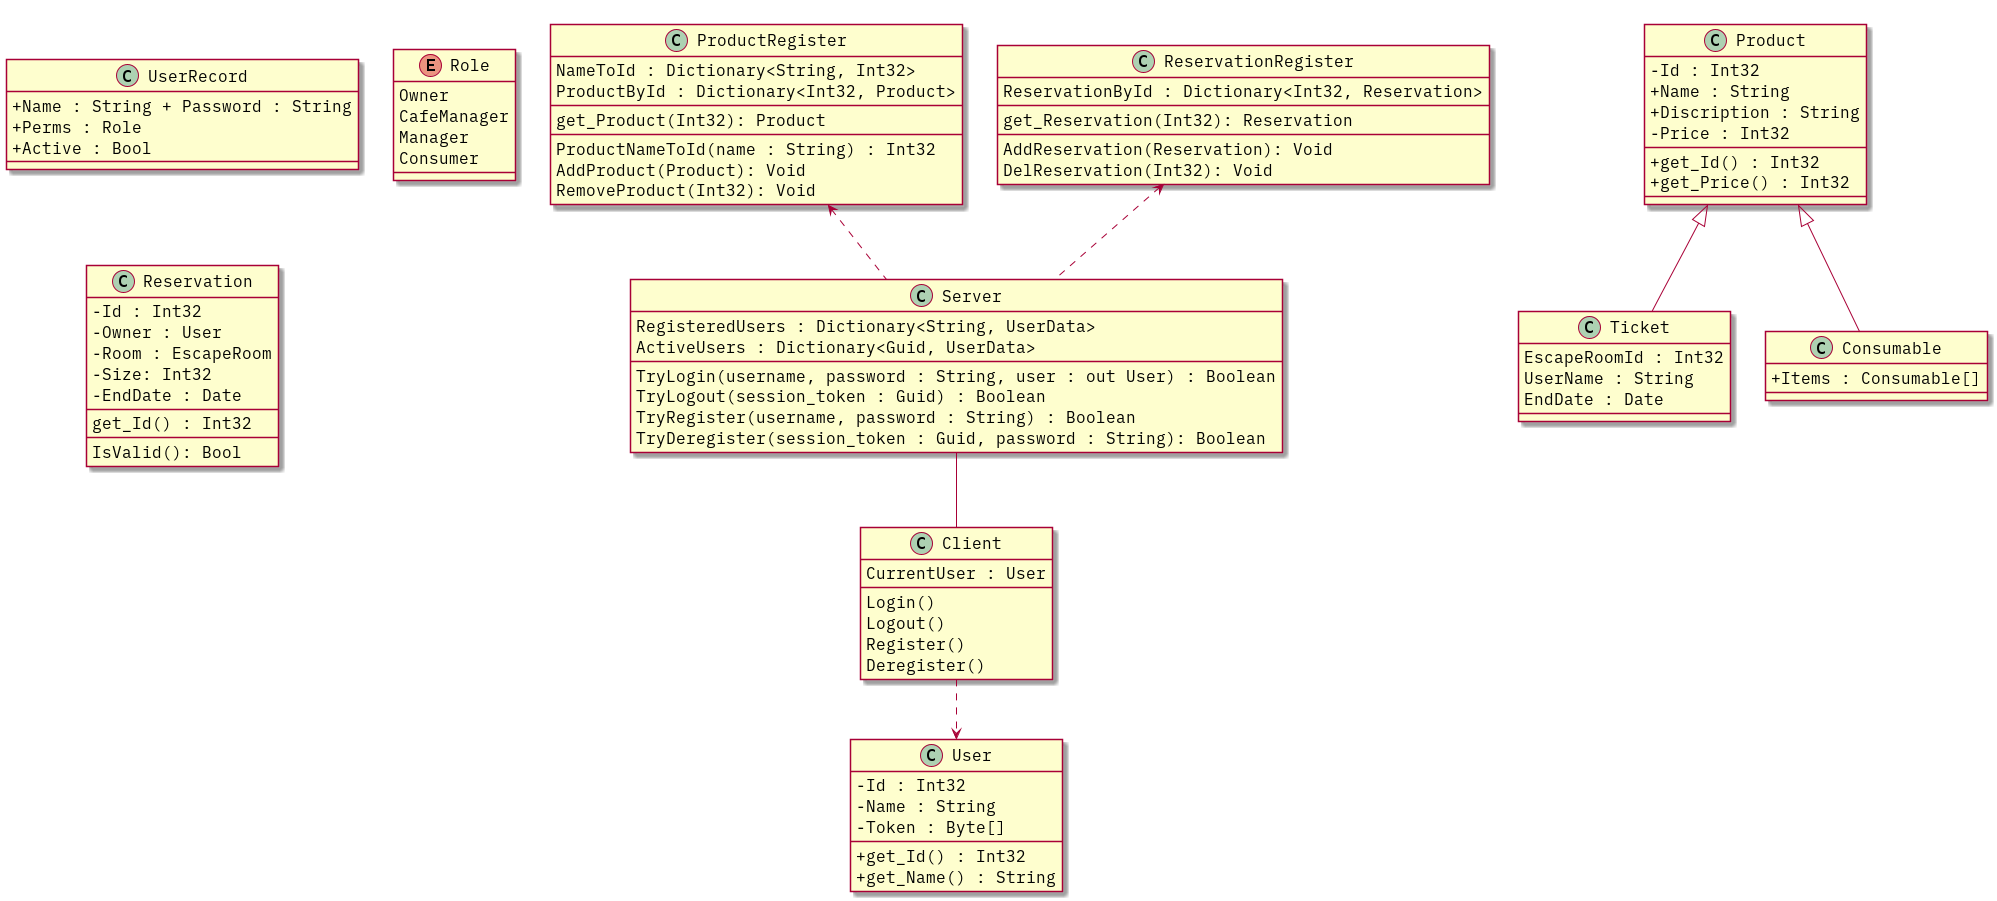 C UserRecord
+Name : String + Password : String
+Perms : Role
+Active : Bool
E Role
Owner
CafeManager
Manager
Consumer
C ProductRegister
NameToId : Dictionary<String, Int32>
ProductById : Dictionary<Int32, Product>
get_Product(Int32): Product
ProductNameToId(name : String) : Int32
AddProduct(Product): Void
RemoveProduct(Int32): Void
C ReservationRegister
ReservationById : Dictionary<Int32, Reservation>
get_Reservation(Int32): Reservation
AddReservation(Reservation): Void
DelReservation(Int32): Void
C Product
-Id : Int32
+Name : String
+Discription : String
-Price : Int32
+get_Id() : Int32
+get_Price() : Int32
C Reservation
-Id : Int32
-Owner : User
-Room : EscapeRoom
-Size: Int32
-EndDate : Date
get_Id() : Int32
IsValid(): Bool
C Server
RegisteredUsers : Dictionary<String, UserData>
ActiveUsers : Dictionary<Guid, UserData>
TryLogin(username, password : String, user : out User) : Boolean
TryLogout(session_token : Guid) : Boolean
TryRegister(username, password : String) : Boolean
TryDeregister(session_token : Guid, password : String): Boolean
C Ticket
EscapeRoomId : Int32
UserName : String
EndDate : Date
C Consumable
+Items : Consumable[]
C Client
CurrentUser : User
Login()
Logout()
Register()
Deregister()
C User
-Id : Int32
-Name : String
-Token : Byte[]
+get_Id() : Int32
+get_Name() : String